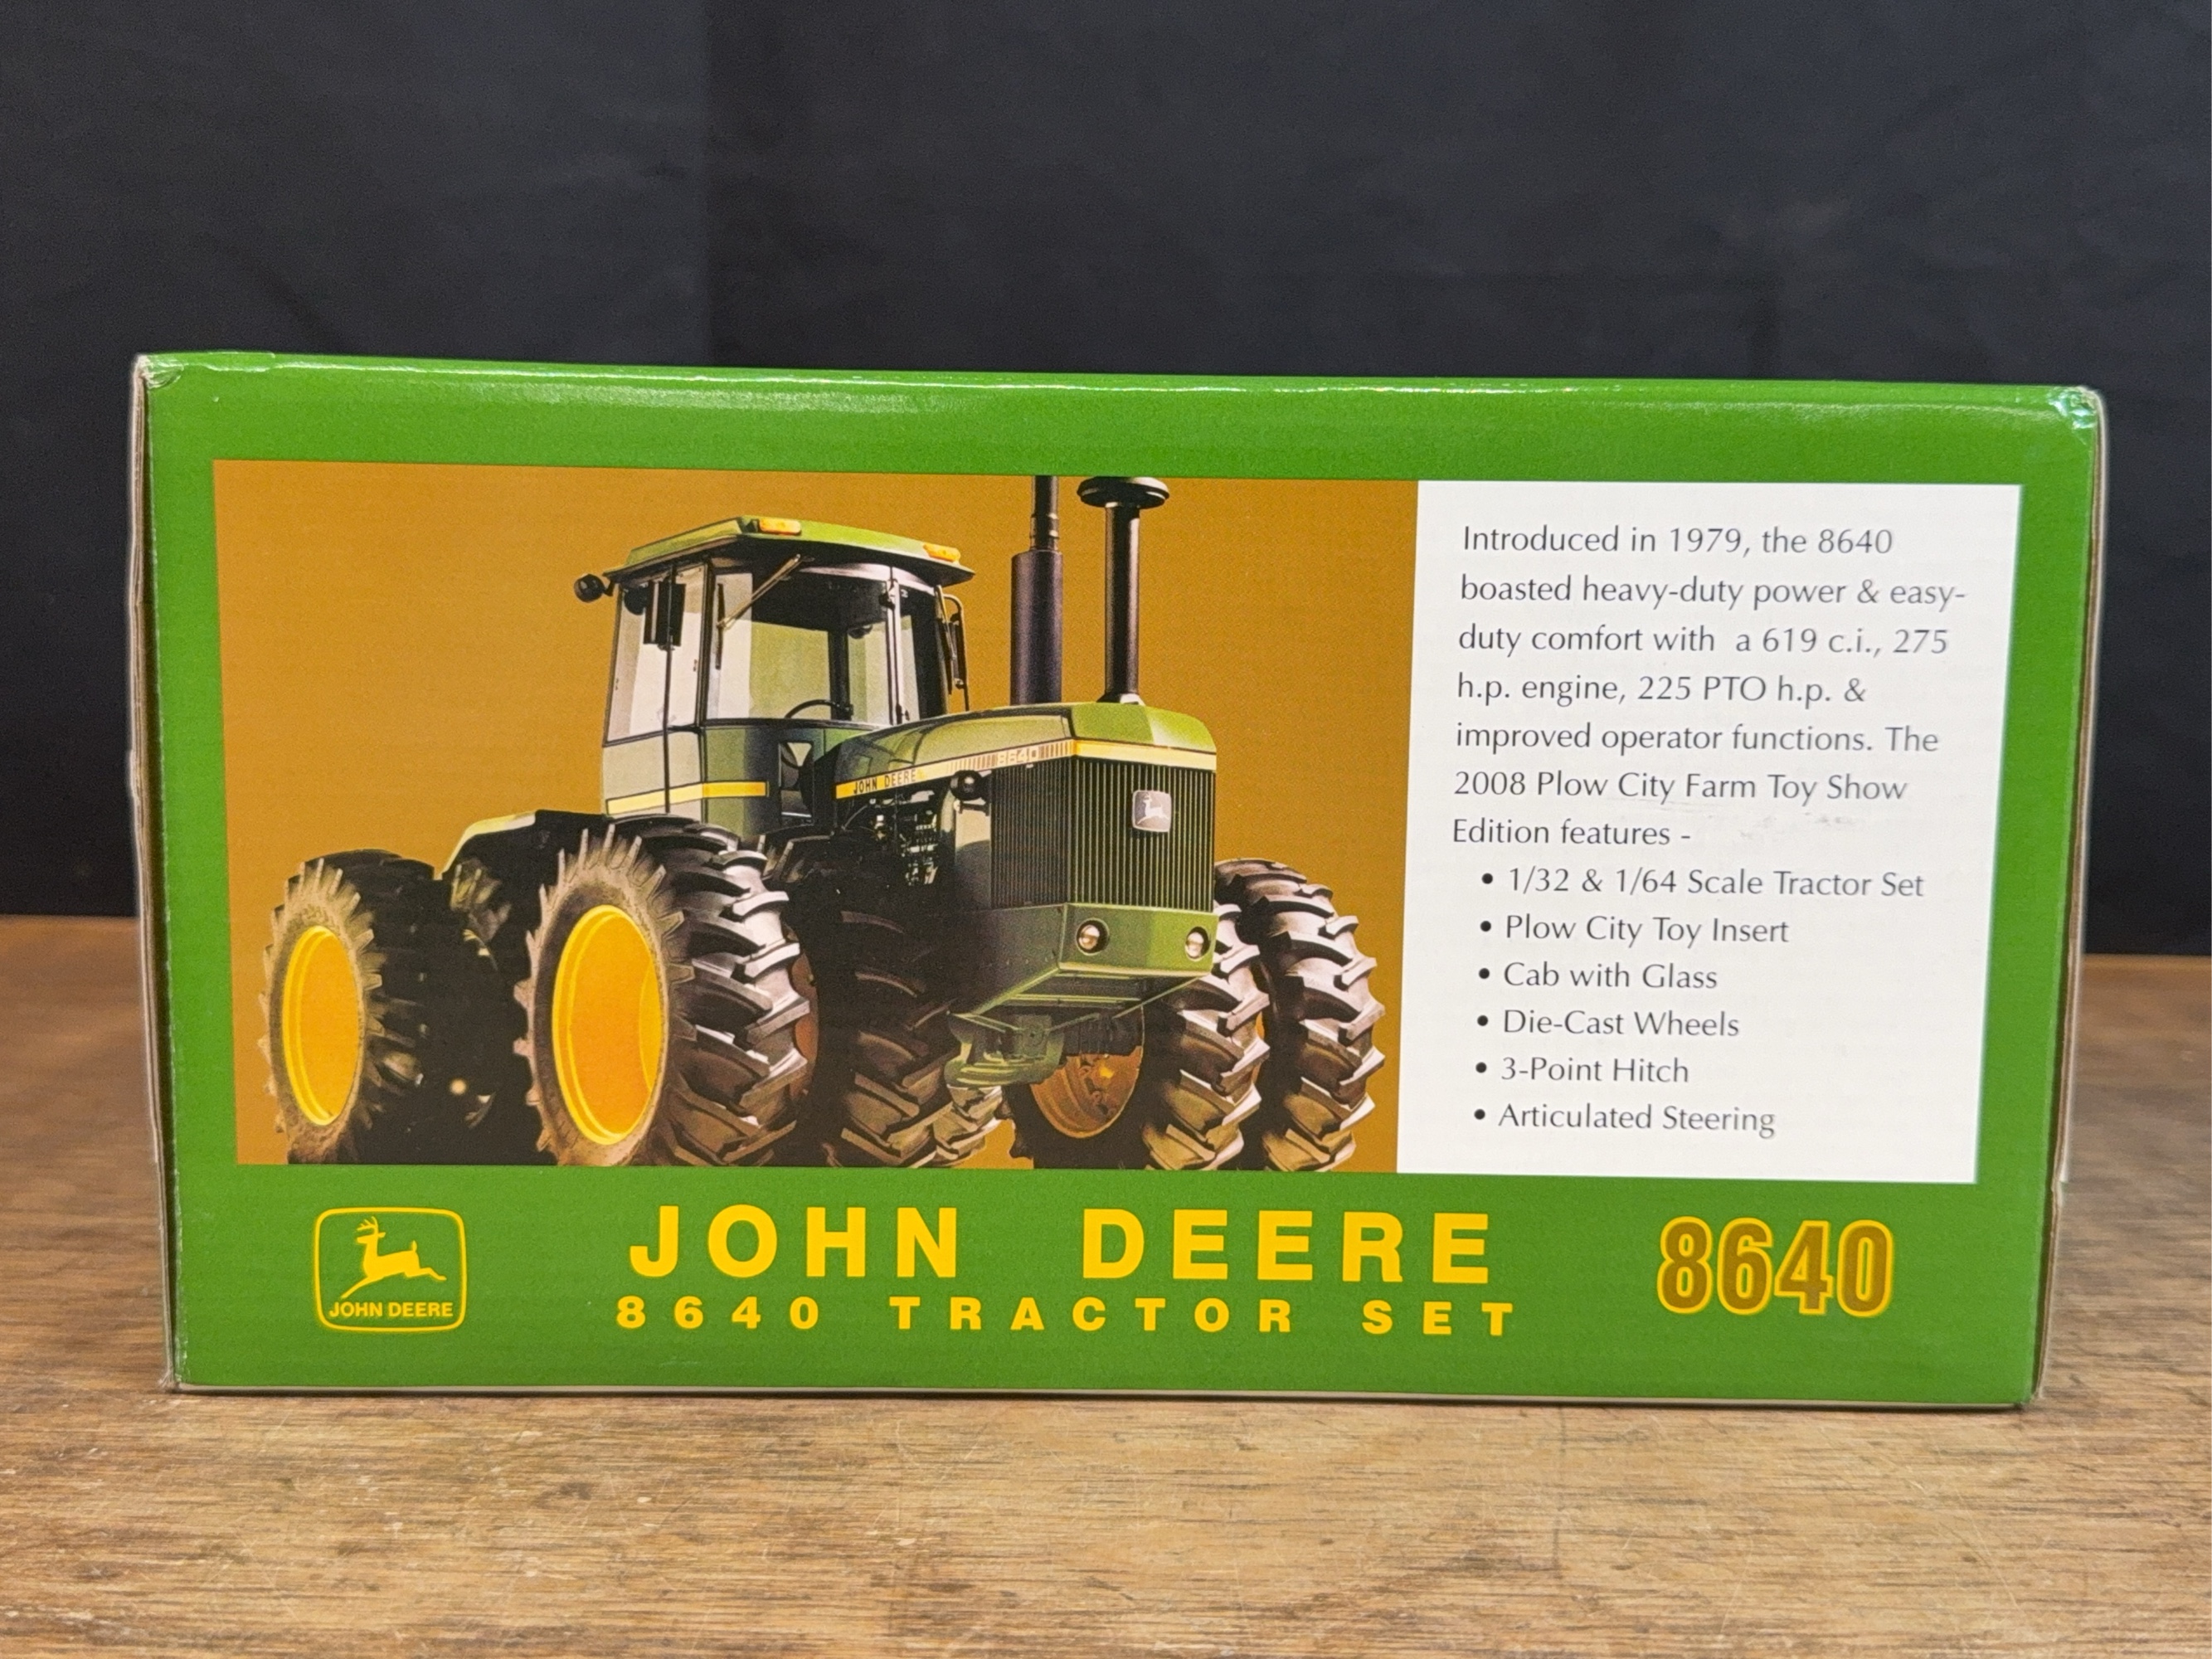 Introduced in 1979, the 8640
boasted heavy-duty power & easy-
duty comfort with a 619 c.i., 275
h.p. engine, 225 PTO h.p. &
improved operator functions. The
2008 Plow City Farm Toy Show
Edition features -
• 1/32 & 1/64 Scale Tractor Set
• Plow City Toy Insert
• Cab with Glass
• Die-Cast Wheels
• 3-Point Hitch
• Articulated Steering
JOHN DEERE 8640
JOHN DEERE
JOHN DEERE
8640 TRACTOR SET
8640